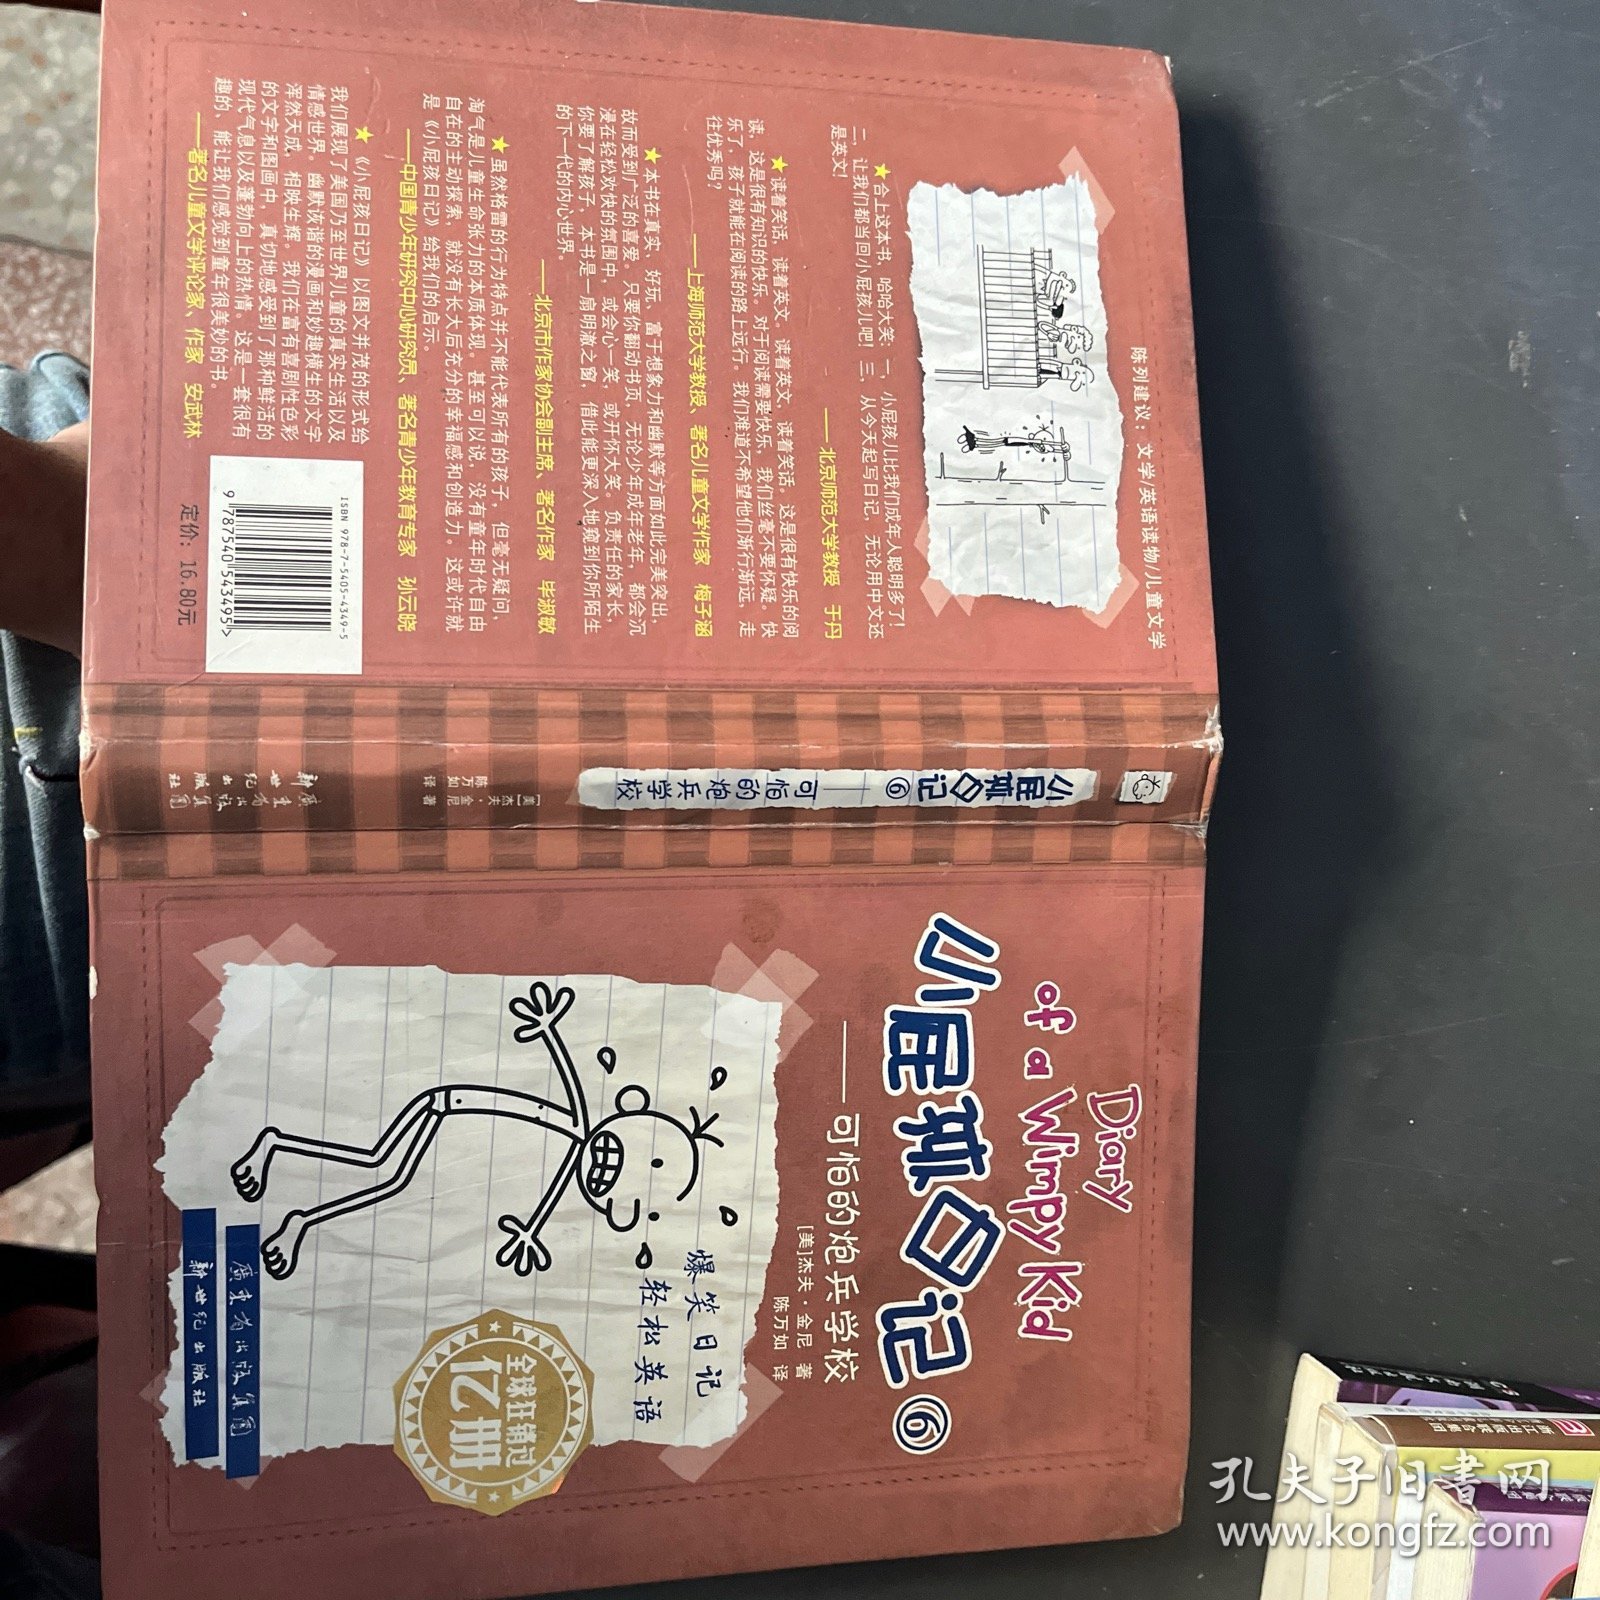 Diary
of a Wimpy Kid
小屁孩日记⑥
——可怕的炮兵学校
[美]杰夫·金尼 著
陈万如 译
爆笑日记
轻松英语
全球狂销过
亿册
广东省出版集团
新世纪出版社
小屁孩日记⑥
——可怕的炮兵学校
[美]杰夫·金尼 著
陈万如 译
广东省出版集团
新世纪出版社
陈列建议：文学/英语读物/儿童文学
★合上这本书，哈哈大笑：一、小屁孩儿比我们成年人聪明多了！
二、让我们都当回小屁孩儿吧！三、从今天起写日记，无论用中文还
是英文！
——北京师范大学教授 于丹
★读着笑话，读着英文。读着英文，读着笑话。这是很有快乐的阅
读，这是很有知识的快乐。对于阅读需要快乐，我们丝毫不要怀疑。快
乐了，孩子就能在阅读的路上远行。我们难道不希望他们渐行渐远，走
往优秀吗？
——上海师范大学教授、著名儿童文学作家 梅子涵
★本书在真实、好玩、富于想象力和幽默等方面如此完美突出，
故而受到广泛的喜爱。只要你翻动书页，无论少年成年老年，都会沉
浸在轻松欢快的氛围中，或会心一笑，或开怀大笑。负责任的家长，
你要了解孩子，本书是一扇明澈之窗，借此能更深入地窥到你所陌生
的下一代的内心世界。
——北京市作家协会副主席、著名作家 毕淑敏
★虽然格雷的行为特点并不能代表所有的孩子，但毫无疑问，
淘气是儿童生命张力的本质体现。甚至可以说，没有童年时代自由
自在的主动探索，就没有长大后充分的幸福感和创造力。这或许就
是《小屁孩日记》给我们的启示。
——中国青少年研究中心研究员、著名青少年教育专家 孙云晓
★《小屁孩日记》以图文并茂的形式给
我们展现了美国乃至世界儿童的真实生活以及
情感世界。幽默诙谐的漫画和妙趣横生的文字
浑然天成，相映生辉。我们在富有喜剧性色彩
的文字和图画中，真切地感受到了那种鲜活的
现代气息以及蓬勃向上的热情。这是一套很有
趣的、能让我们感觉到童年很美妙的书。
——著名儿童文学评论家、作家 安武林
ISBN 978-7-5405-4349-5
9 787540 543495>
定价：16.80元
浙江出版联合集团
孔夫子旧书网
www.kongfz.com